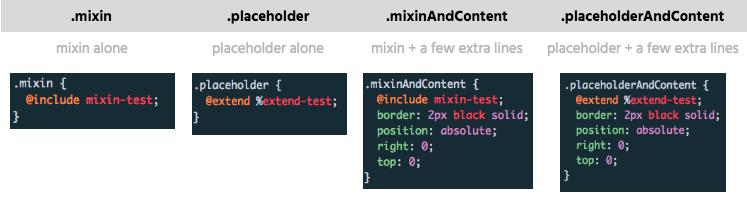 .mixin
.placeholder
.mixinAndContent
.placeholderAndContent
mixin alone
placeholder alone
mixin + a few extra lines
placeholder + a few extra lines
.mixin {
@include mixin-test;
}
.placeholder {
@extend %extend-test;
}
.mixinAndContent {
@include mixin-test;
border: 2px black solid;
position: absolute;
right: 0;
top: 0;
}
.placeholderAndContent {
@extend %extend-test;
border: 2px black solid;
position: absolute;
right: 0;
top: 0;
}